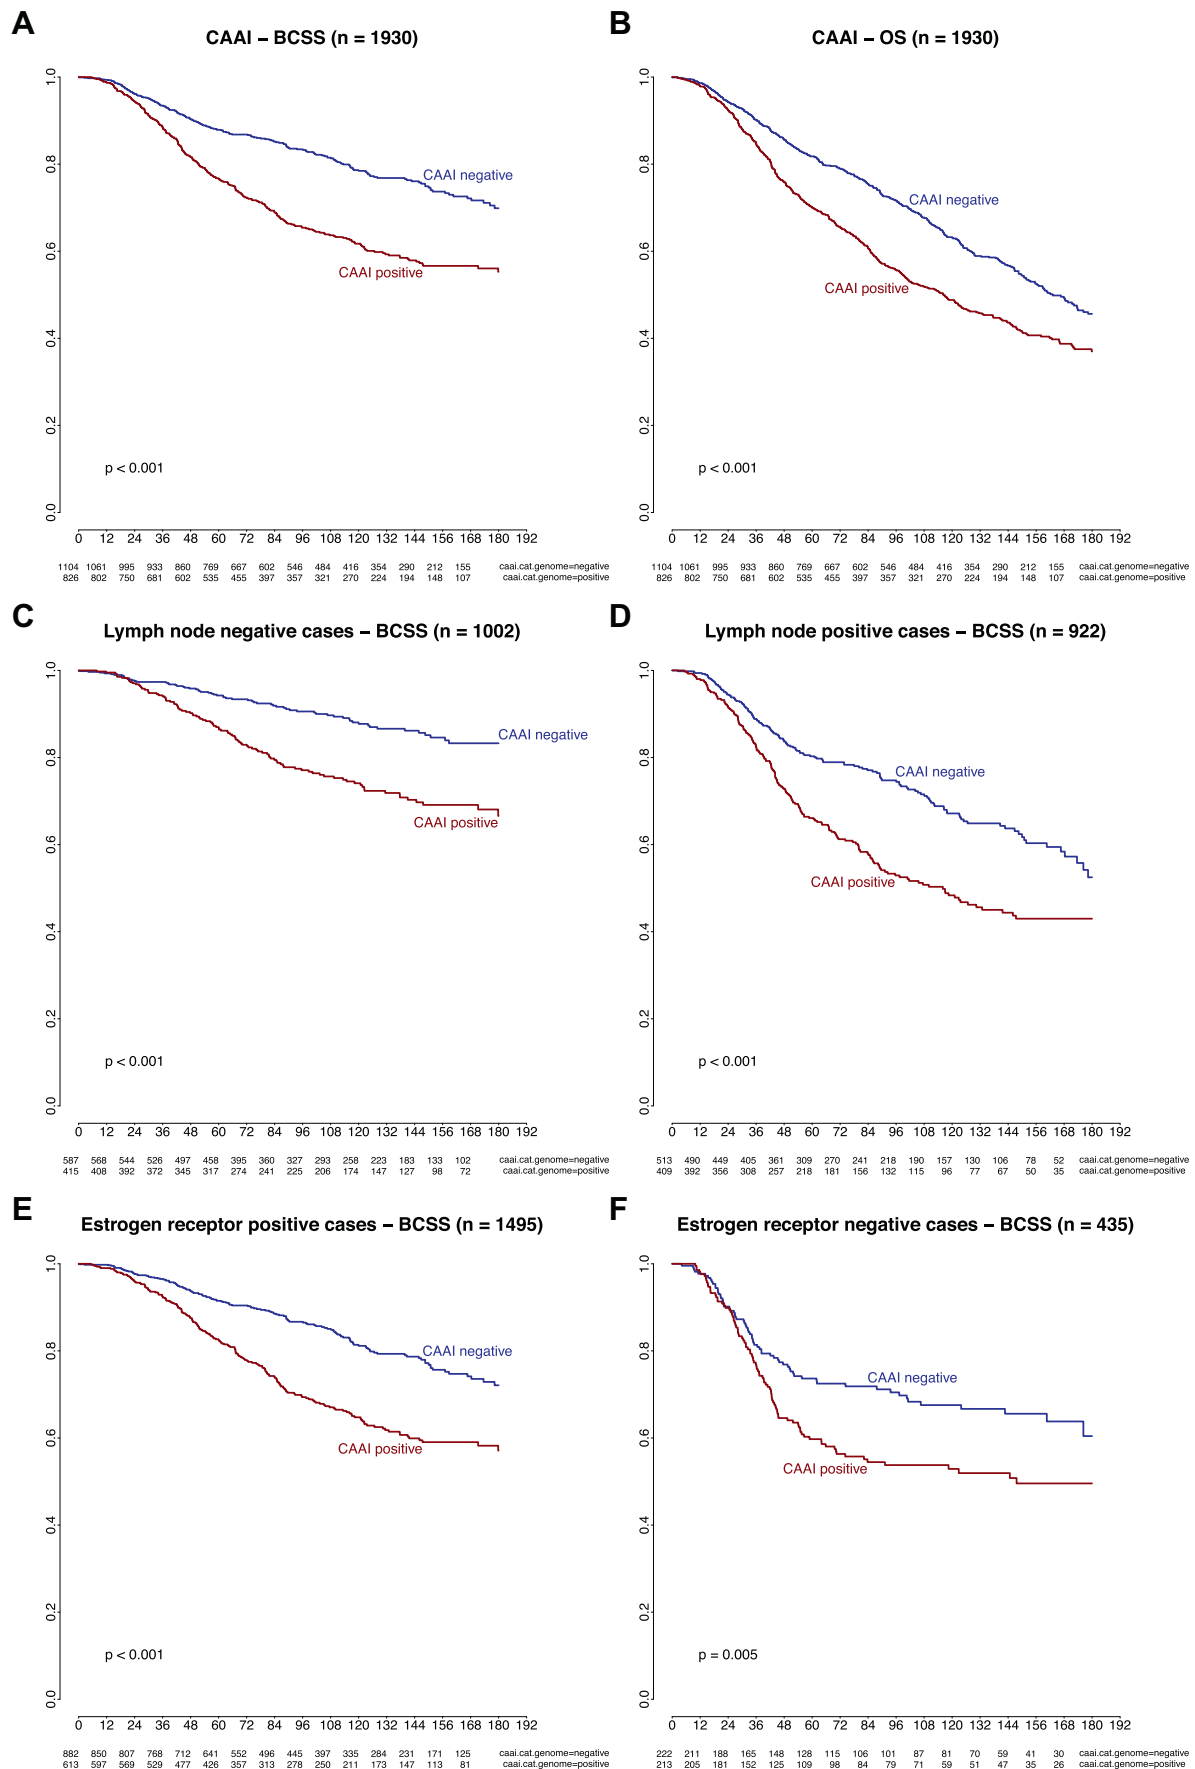 A
CAAI – BCSS (n = 1930)
1.0
0.8
0.6
0.4
0.2
0.0
CAAI negative
CAAI positive
p < 0.001
0 12 24 36 48 60 72 84 96 108 120 132 144 156 168 180 192
1104 1061 995 933 860 769 667 602 546 484 416 354 290 212 155 caai.cat.genome=negative
826 802 750 681 602 535 455 397 357 321 270 224 194 148 107 caai.cat.genome=positive
B
CAAI – OS (n = 1930)
1.0
0.8
0.6
0.4
0.2
0.0
CAAI negative
CAAI positive
p < 0.001
0 12 24 36 48 60 72 84 96 108 120 132 144 156 168 180 192
1104 1061 995 933 860 769 667 602 546 484 416 354 290 212 155 caai.cat.genome=negative
826 802 750 681 602 535 455 397 357 321 270 224 194 148 107 caai.cat.genome=positive
C
Lymph node negative cases – BCSS (n = 1002)
1.0
0.8
0.6
0.4
0.2
0.0
CAAI negative
CAAI positive
p < 0.001
0 12 24 36 48 60 72 84 96 108 120 132 144 156 168 180 192
587 568 544 526 497 458 395 360 327 293 258 223 183 133 102 caai.cat.genome=negative
415 408 392 372 345 317 274 241 225 206 174 147 127 98 72 caai.cat.genome=positive
D
Lymph node positive cases – BCSS (n = 922)
1.0
0.8
0.6
0.4
0.2
0.0
CAAI negative
CAAI positive
p < 0.001
0 12 24 36 48 60 72 84 96 108 120 132 144 156 168 180 192
513 490 449 405 361 309 270 241 218 190 157 130 106 78 52 caai.cat.genome=negative
409 392 356 308 257 218 181 156 132 115 96 77 67 50 35 caai.cat.genome=positive
E
Estrogen receptor positive cases – BCSS (n = 1495)
1.0
0.8
0.6
0.4
0.2
0.0
CAAI negative
CAAI positive
p < 0.001
0 12 24 36 48 60 72 84 96 108 120 132 144 156 168 180 192
882 850 807 768 712 641 552 496 445 397 335 284 231 171 125 caai.cat.genome=negative
613 597 569 529 477 426 357 313 278 250 211 173 147 113 81 caai.cat.genome=positive
F
Estrogen receptor negative cases – BCSS (n = 435)
1.0
0.8
0.6
0.4
0.2
0.0
CAAI negative
CAAI positive
p = 0.005
0 12 24 36 48 60 72 84 96 108 120 132 144 156 168 180 192
222 211 188 165 148 128 115 106 101 87 81 70 59 41 30 caai.cat.genome=negative
213 205 181 152 125 109 98 84 79 71 59 51 47 35 26 caai.cat.genome=positive